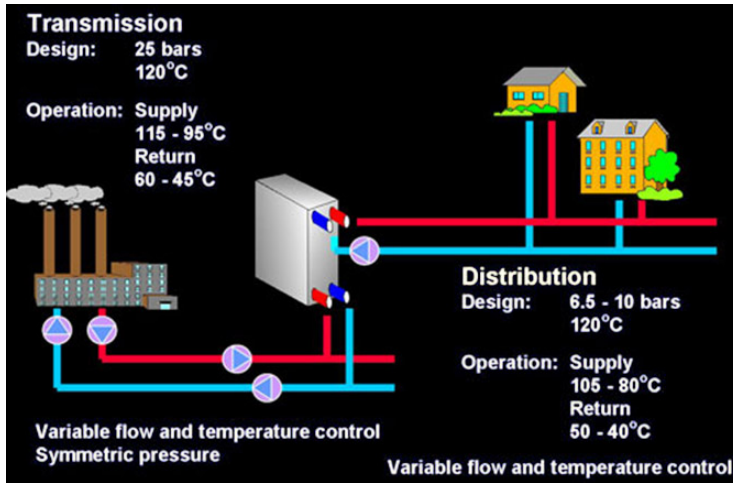 Transmission
Design: 25 bars
120°C
Operation: Supply
115 - 95°C
Return
60 - 45°C
Distribution
Design: 6.5 - 10 bars
120°C
Operation: Supply
105 - 80°C
Return
50 - 40°C
Variable flow and temperature control
Symmetric pressure
Variable flow and temperature control